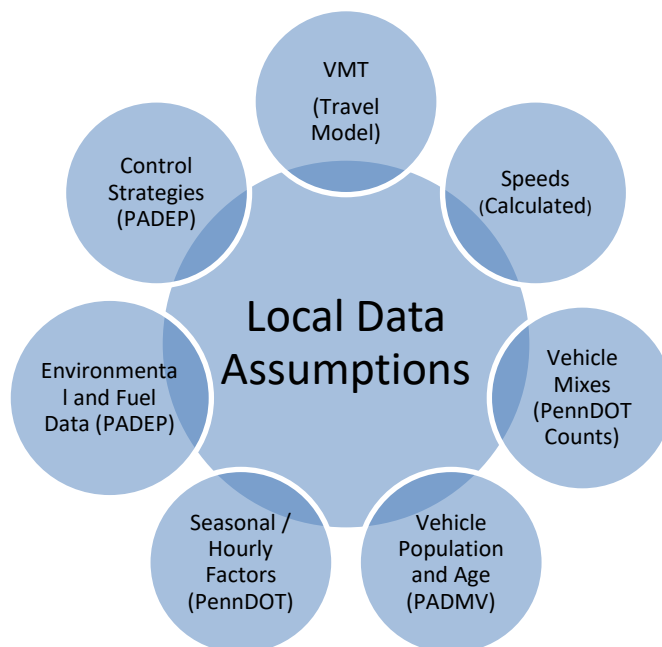 VMT
(Travel
Model)
Control
Strategies
(PADEP)
Speeds
(Calculated)
Local Data
Assumptions
Environmenta
l and Fuel
Data (PADEP)
Vehicle
Mixes
(PennDOT
Counts)
Seasonal /
Hourly
Factors
(PennDOT)
Vehicle
Population
and Age
(PADMV)